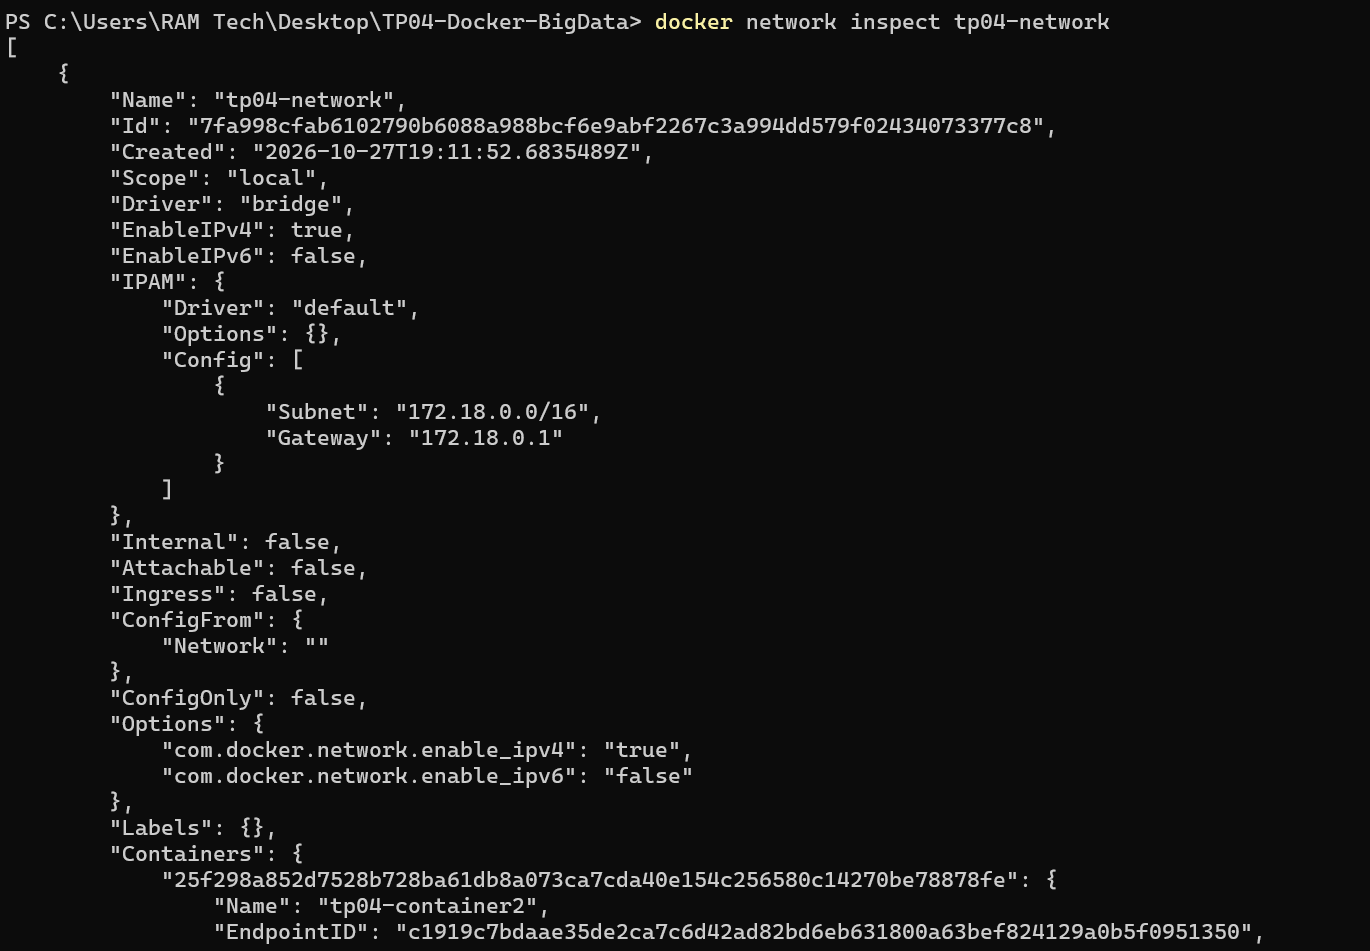 PS C:\Users\RAM Tech\Desktop\TP04-Docker-BigData> docker network inspect tp04-network
[
    {
        "Name": "tp04-network",
        "Id": "7fa998cfab6102790b6088a988bcf6e9abf2267c3a994dd579f02434073377c8",
        "Created": "2026-10-27T19:11:52.6835489Z",
        "Scope": "local",
        "Driver": "bridge",
        "EnableIPv4": true,
        "EnableIPv6": false,
        "IPAM": {
            "Driver": "default",
            "Options": {},
            "Config": [
                {
                    "Subnet": "172.18.0.0/16",
                    "Gateway": "172.18.0.1"
                }
            ]
        },
        "Internal": false,
        "Attachable": false,
        "Ingress": false,
        "ConfigFrom": {
            "Network": ""
        },
        "ConfigOnly": false,
        "Options": {
            "com.docker.network.enable_ipv4": "true",
            "com.docker.network.enable_ipv6": "false"
        },
        "Labels": {},
        "Containers": {
            "25f298a852d7528b728ba61db8a073ca7cda40e154c256580c14270be78878fe": {
                "Name": "tp04-container2",
                "EndpointID": "c1919c7bdaae35de2ca7c6d42ad82bd6eb631800a63bef824129a0b5f0951350",